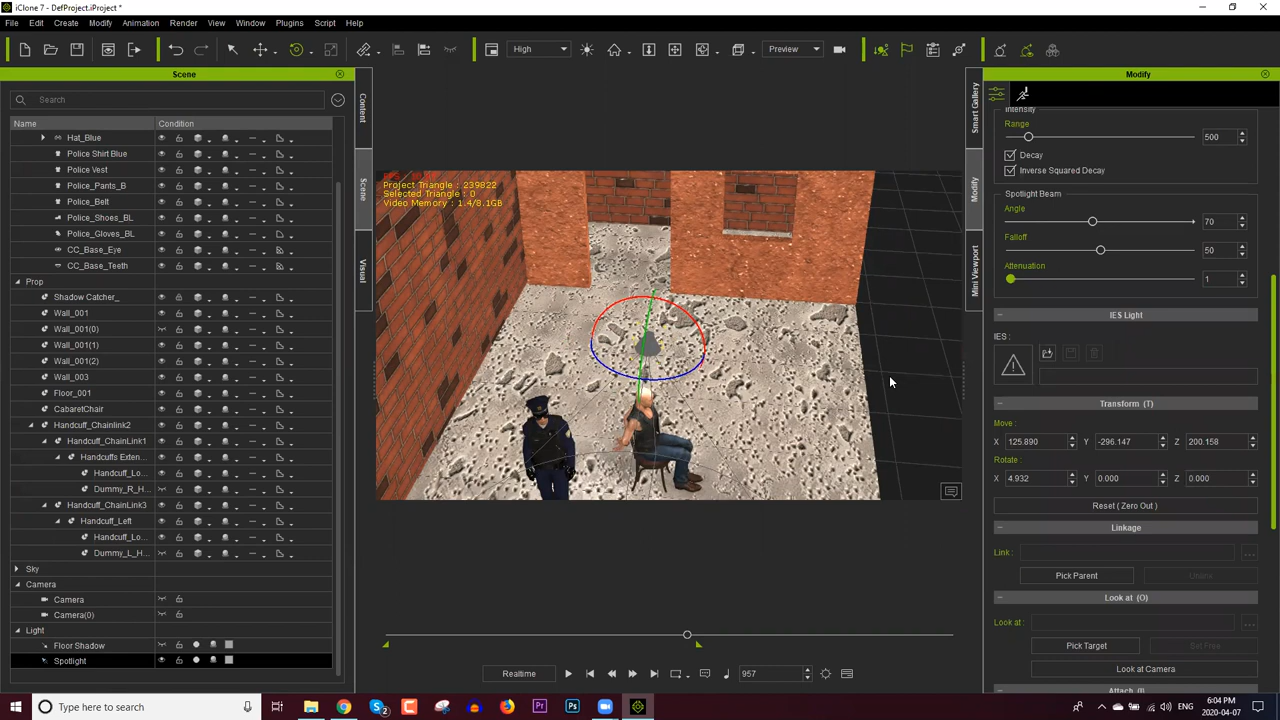 iClone 7 - DefProject.iProject *
File Edit Create Modify Animation Render View Window Plugins Script Help
High
Preview
Scene
Search
Name Condition
Hat_Blue
Police Shirt Blue
Police Vest
Police_Pants_B
Police_Belt
Police_Shoes_BL
Police_Gloves_BL
CC_Base_Eye
CC_Base_Teeth
Prop
Shadow Catcher_
Wall_001
Wall_001(0)
Wall_001(1)
Wall_001(2)
Wall_003
Floor_001
CabaretChair
Handcuff_Chainlink2
Handcuff_ChainLink1
Handcuffs Exten...
Handcuff_Lo...
Dummy_R_H...
Handcuff_ChainLink3
Handcuff_Left
Handcuff_Lo...
Dummy_L_H...
Sky
Camera
Camera
Camera(0)
Light
Floor Shadow
Spotlight
Content
Scene
Visual
Project Triangle : 239822
Selected Triangle : 0
Video Memory : 1.4/8.1GB
Realtime
957
Smart Gallery
Modify
Mini Viewport
Modify
Intensity
Range
500
Decay
Inverse Squared Decay
Spotlight Beam
Angle
70
Falloff
50
Attenuation
1
IES Light
IES :
Transform (T)
Move :
X 125.890 Y -296.147 Z 200.158
Rotate :
X 4.932 Y 0.000 Z 0.000
Reset ( Zero Out )
Linkage
Link :
Pick Parent Unlink
Look at (O)
Look at :
Pick Target Set Free
Look at Camera
Attach (I)
Type here to search
Pr
Ps
ENG
6:04 PM
2020-04-07